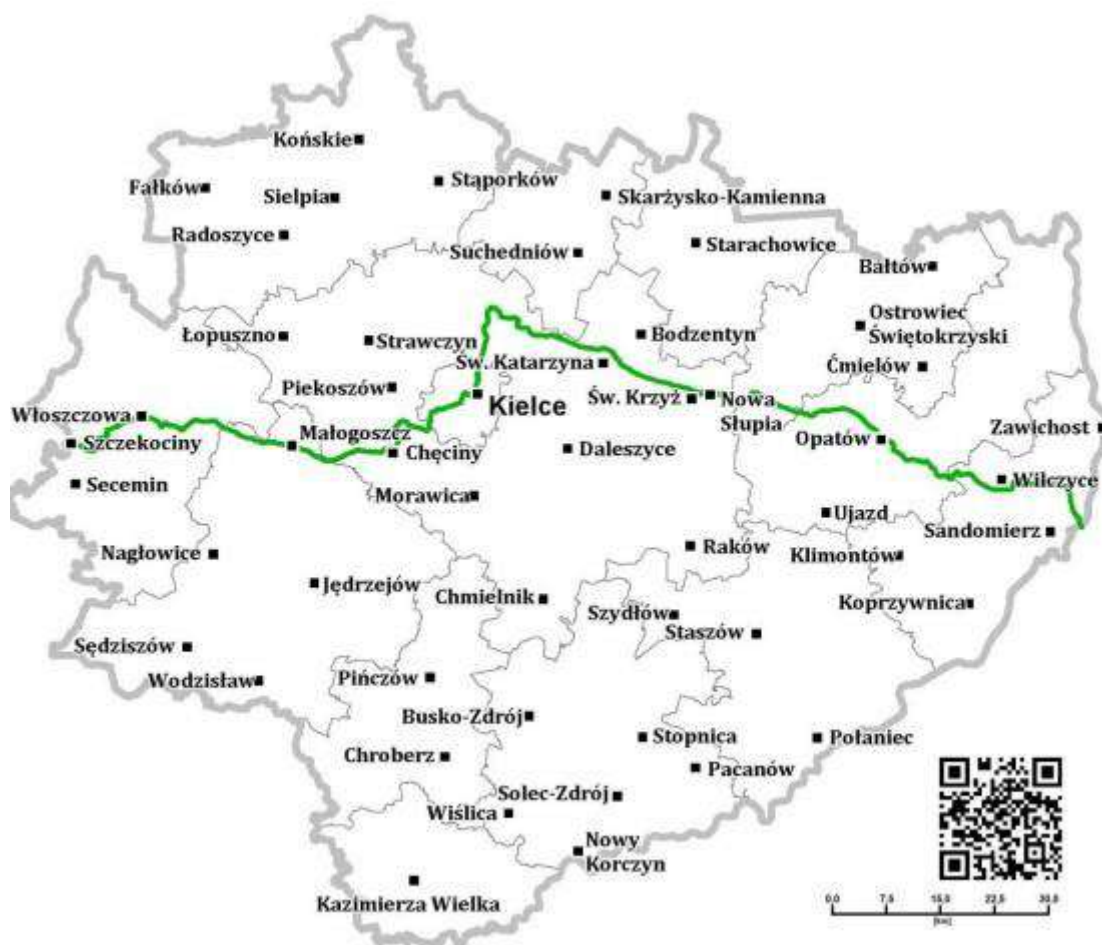 Końskie
Fałków
Stąporków
Sielpia
Skarżysko-Kamienna
Radoszyce
Suchedniów
Starachowice
Bałtów
Ostrowiec
Świętokrzyski
Łopuszno
Strawczyn
Bodzentyn
Św. Katarzyna
Ćmielów
Piekoszów
Kielce
Św. Krzyż
Nowa
Słupia
Włoszczowa
Szczekociny
Małogoszcz
Chęciny
Daleszyce
Opatów
Zawichost
Secemin
Morawica
Wilczyce
Ujazd
Sandomierz
Nagłowice
Raków
Klimontów
Jędrzejów
Chmielnik
Szydłów
Koprzywnica
Staszów
Sędziszów
Wodzisław
Pińczów
Busko-Zdrój
Stopnica
Połaniec
Chroberz
Pacanów
Solec-Zdrój
Wiślica
Nowy
Korczyn
Kazimierza Wielka
0,0 7,5 15,0 22,5 30,0
[km]